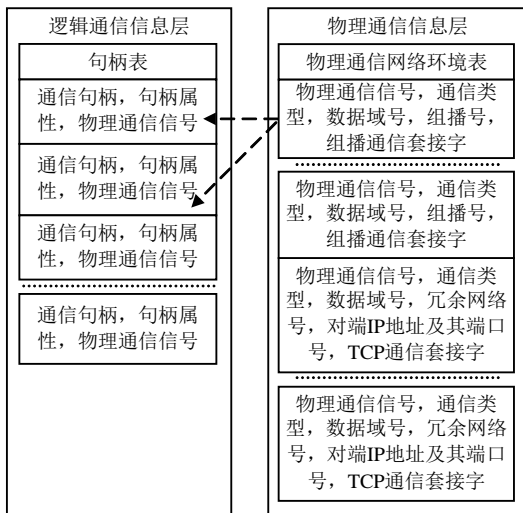 逻辑通信信息层
句柄表
通信句柄，句柄属
性，物理通信信号
通信句柄，句柄属
性，物理通信信号
通信句柄，句柄属
性，物理通信信号
通信句柄，句柄属
性，物理通信信号
物理通信信息层
物理通信网络环境表
物理通信信号，通信类
型，数据域号，组播号，
组播通信套接字
物理通信信号，通信类
型，数据域号，组播号，
组播通信套接字
物理通信信号，通信类
型，数据域号，冗余网络
号，对端IP地址及其端口
号，TCP通信套接字
物理通信信号，通信类
型，数据域号，冗余网络
号，对端IP地址及其端口
号，TCP通信套接字